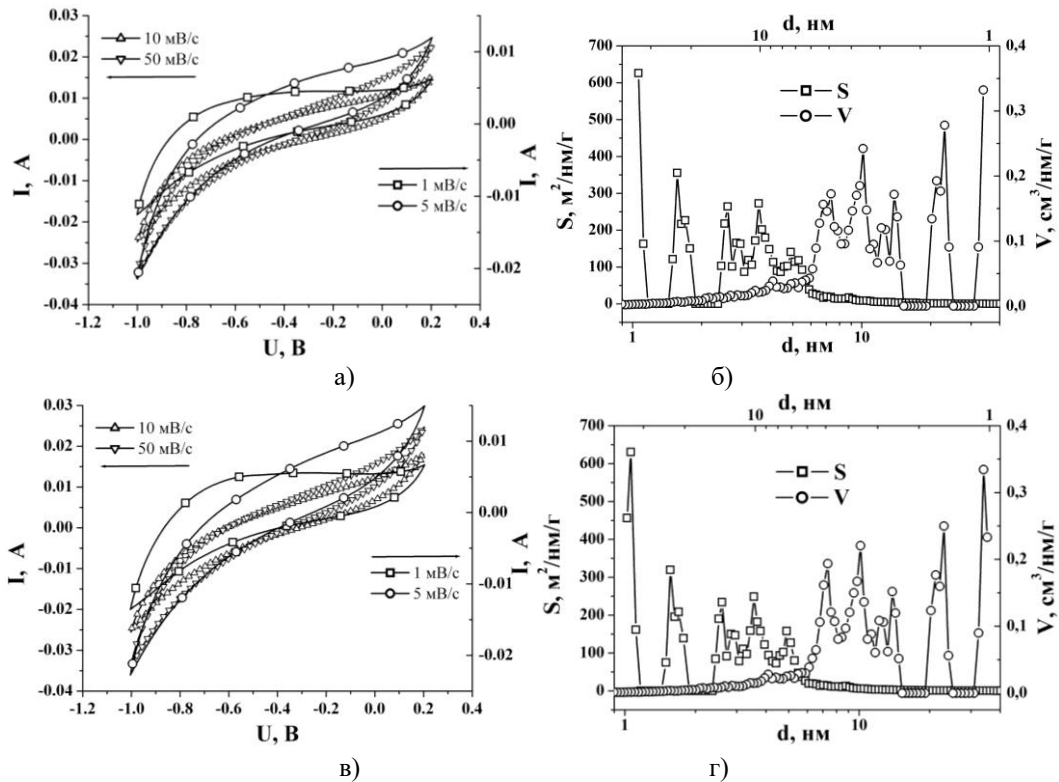 0.03
0.02
0.01
0.00
-0.01
-0.02
-0.03
-0.04
I, А
10 мВ/с
50 мВ/с
0.01
0.00
-0.01
-0.02
I, А
1 мВ/с
5 мВ/с
-1.2 -1.0 -0.8 -0.6 -0.4 -0.2 0.0 0.2 0.4
U, В
а)
d, нм
10 1
700
600
500
400
300
200
100
0
S, м²/нм/г
S
V
0,4
0,3
0,2
0,1
0,0
V, см³/нм/г
1 10
d, нм
б)
0.03
0.02
0.01
0.00
-0.01
-0.02
-0.03
-0.04
I, А
10 мВ/с
50 мВ/с
0.01
0.00
-0.01
-0.02
I, А
1 мВ/с
5 мВ/с
-1.2 -1.0 -0.8 -0.6 -0.4 -0.2 0.0 0.2 0.4
U, В
в)
d, нм
10 1
700
600
500
400
300
200
100
0
S, м²/нм/г
S
V
0,4
0,3
0,2
0,1
0,0
V, см³/нм/г
1 10
d, нм
г)